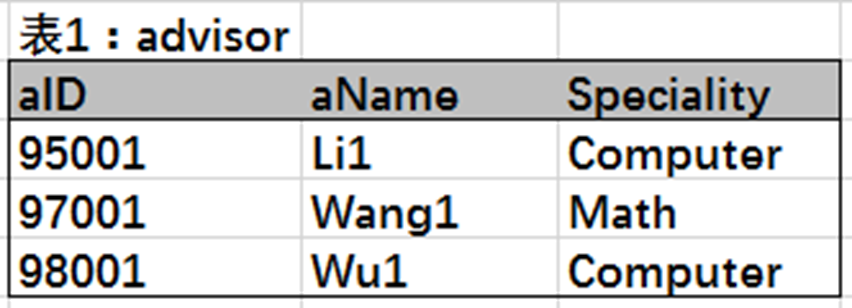 表1：advisor
aID aName Speciality
95001 Li1 Computer
97001 Wang1 Math
98001 Wu1 Computer